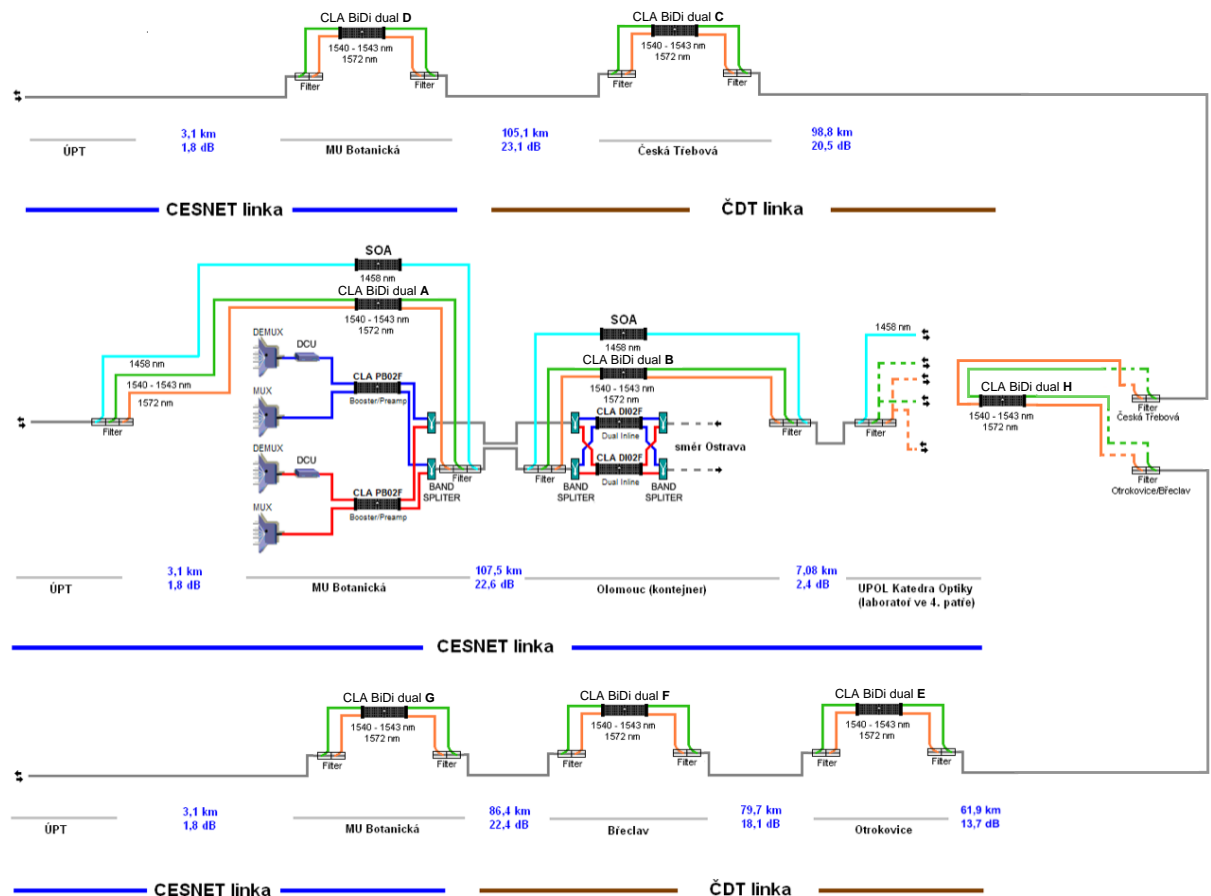 CLA BiDi dual D
1540 - 1543 nm
1572 nm
Filter
Filter
CLA BiDi dual C
1540 - 1543 nm
1572 nm
Filter
Filter
ÚPT
3,1 km
1,8 dB
MU Botanická
105,1 km
23,1 dB
Česká Třebová
98,8 km
20,5 dB
CESNET linka
ČDT linka
SOA
1458 nm
CLA BiDi dual A
1540 - 1543 nm
1572 nm
1458 nm
1540 - 1543 nm
1572 nm
Filter
DEMUX
DCU
CLA PB02F
Booster/Preamp
MUX
DEMUX
DCU
CLA PB02F
Booster/Preamp
MUX
BAND
SPLITER
Filter
SOA
1458 nm
CLA BiDi dual B
1540 - 1543 nm
1572 nm
CLA DI02F
Dual Inline
CLA DI02F
Dual Inline
Filter
BAND
SPLITER
BAND
SPLITER
směr Ostrava
Filter
1458 nm
Filter
CLA BiDi dual H
1540 - 1543 nm
1572 nm
Filter
Česká Třebová
Filter
Otrokovice/Břeclav
ÚPT
3,1 km
1,8 dB
MU Botanická
107,5 km
22,6 dB
Olomouc (kontejner)
7,08 km
2,4 dB
UPOL Katedra Optiky
(laboratoř ve 4. patře)
CESNET linka
CLA BiDi dual G
1540 - 1543 nm
1572 nm
Filter
Filter
CLA BiDi dual F
1540 - 1543 nm
1572 nm
Filter
Filter
CLA BiDi dual E
1540 - 1543 nm
1572 nm
Filter
Filter
ÚPT
3,1 km
1,8 dB
MU Botanická
86,4 km
22,4 dB
Břeclav
79,7 km
18,1 dB
Otrokovice
61,9 km
13,7 dB
CESNET linka
ČDT linka